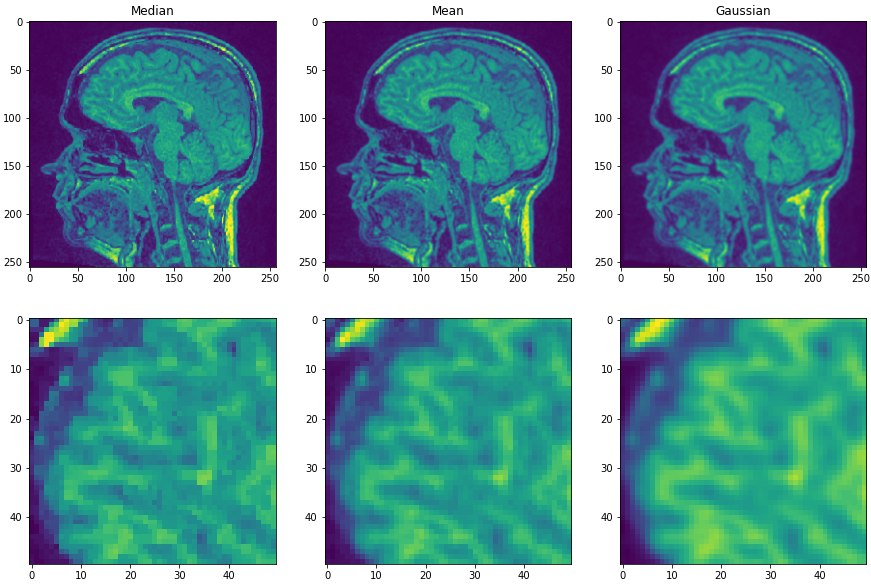 Median Mean Gaussian
0 0 0
50 50 50
100 100 100
150 150 150
200 200 200
250 250 250
0 50 100 150 200 250 0 50 100 150 200 250 0 50 100 150 200 250
0 0 0
10 10 10
20 20 20
30 30 30
40 40 40
0 10 20 30 40 0 10 20 30 40 0 10 20 30 40